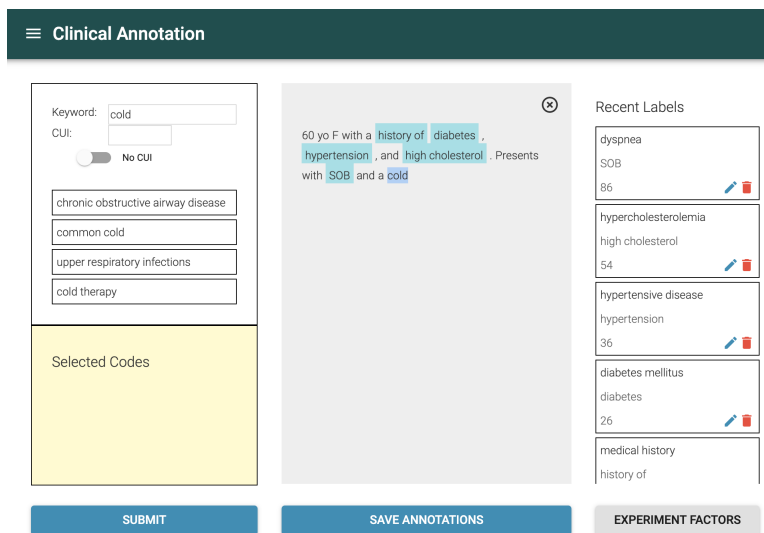 Clinical Annotation
Keyword: cold
CUI:
No CUI
chronic obstructive airway disease
common cold
upper respiratory infections
cold therapy
Selected Codes
SUBMIT
60 yo F with a history of diabetes ,
hypertension , and high cholesterol . Presents
with SOB and a cold
SAVE ANNOTATIONS
Recent Labels
dyspnea
SOB
86
hypercholesterolemia
high cholesterol
54
hypertensive disease
hypertension
36
diabetes mellitus
diabetes
26
medical history
history of
EXPERIMENT FACTORS